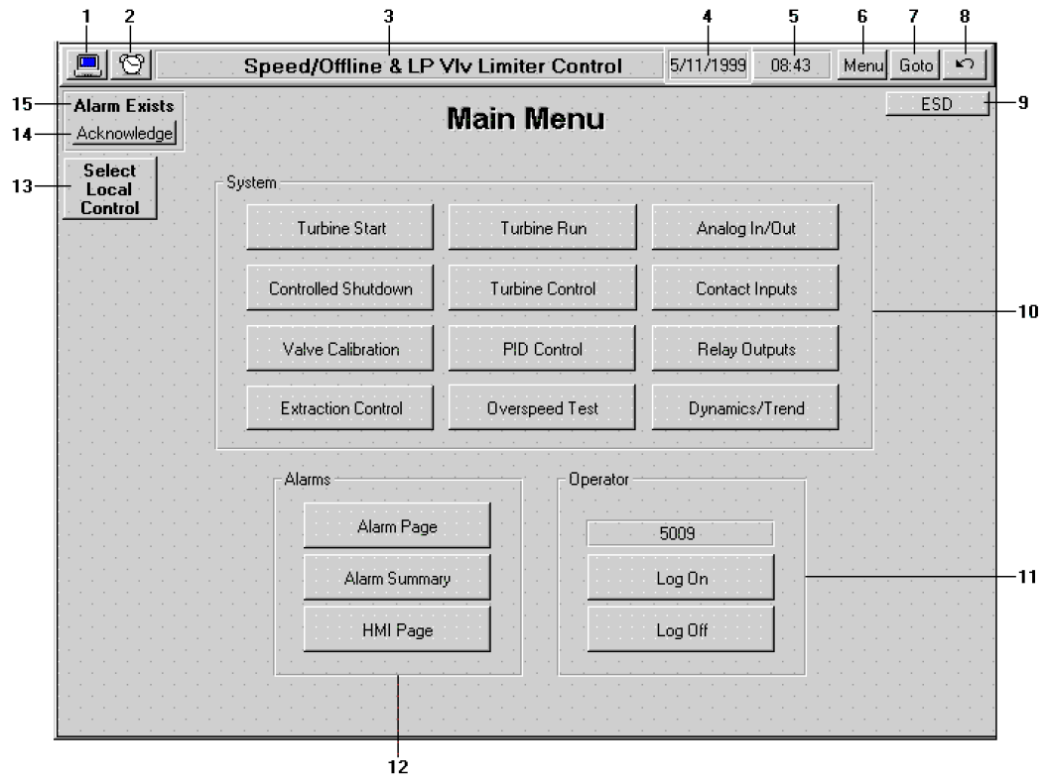 1 2 3 4 5 6 7 8
Speed/Offline & LP Vlv Limiter Control 5/11/1999 08:43 Menu Goto
15 Alarm Exists
14 Acknowledge
Main Menu
ESD 9
13 Select
Local
Control
System
Turbine Start Turbine Run Analog In/Out
Controlled Shutdown Turbine Control Contact Inputs
10
Valve Calibration PID Control Relay Outputs
Extraction Control Overspeed Test Dynamics/Trend
Alarms
Alarm Page
Alarm Summary
HMI Page
Operator
5009
Log On
11
Log Off
12